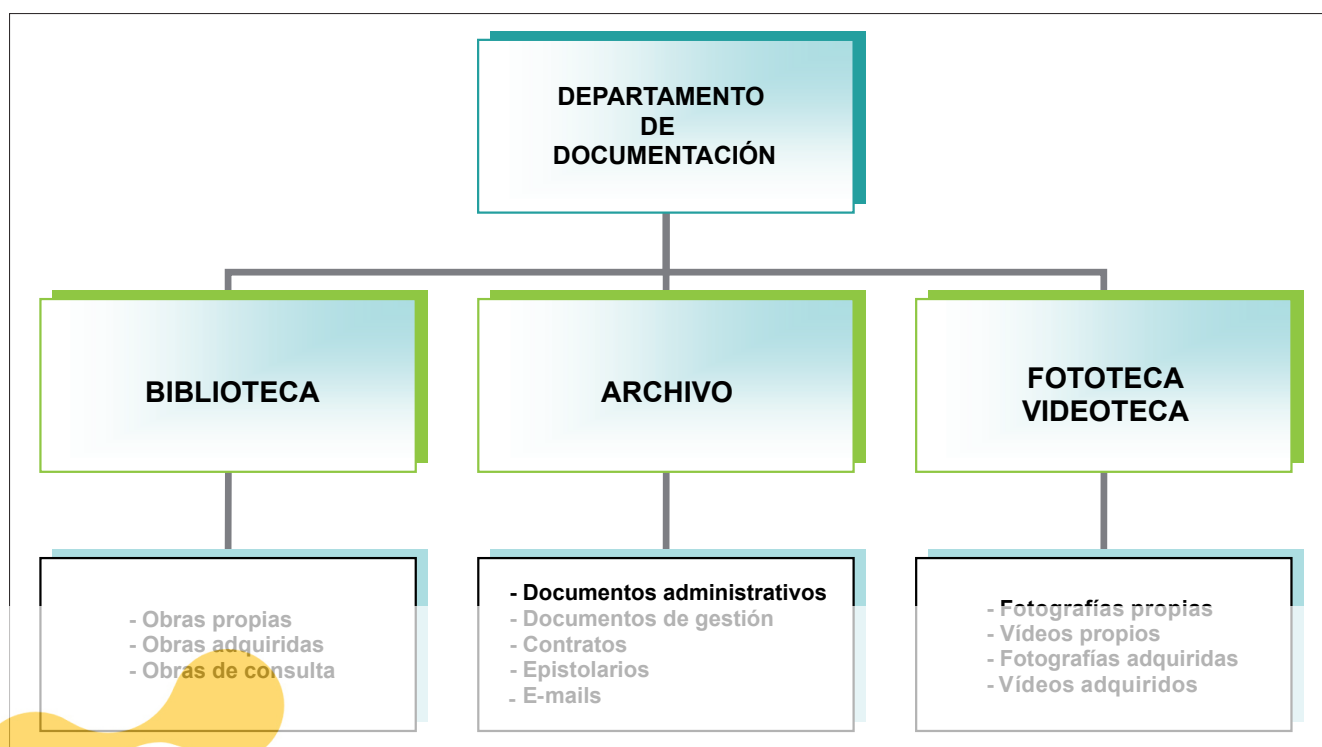 DEPARTAMENTO
DE
DOCUMENTACIÓN
BIBLIOTECA
ARCHIVO
FOTOTECA
VIDEOTECA
- Obras propias
- Obras adquiridas
- Obras de consulta
- Documentos administrativos
- Documentos de gestión
- Contratos
- Epistolarios
- E-mails
- Fotografías propias
- Vídeos propios
- Fotografías adquiridas
- Vídeos adquiridos